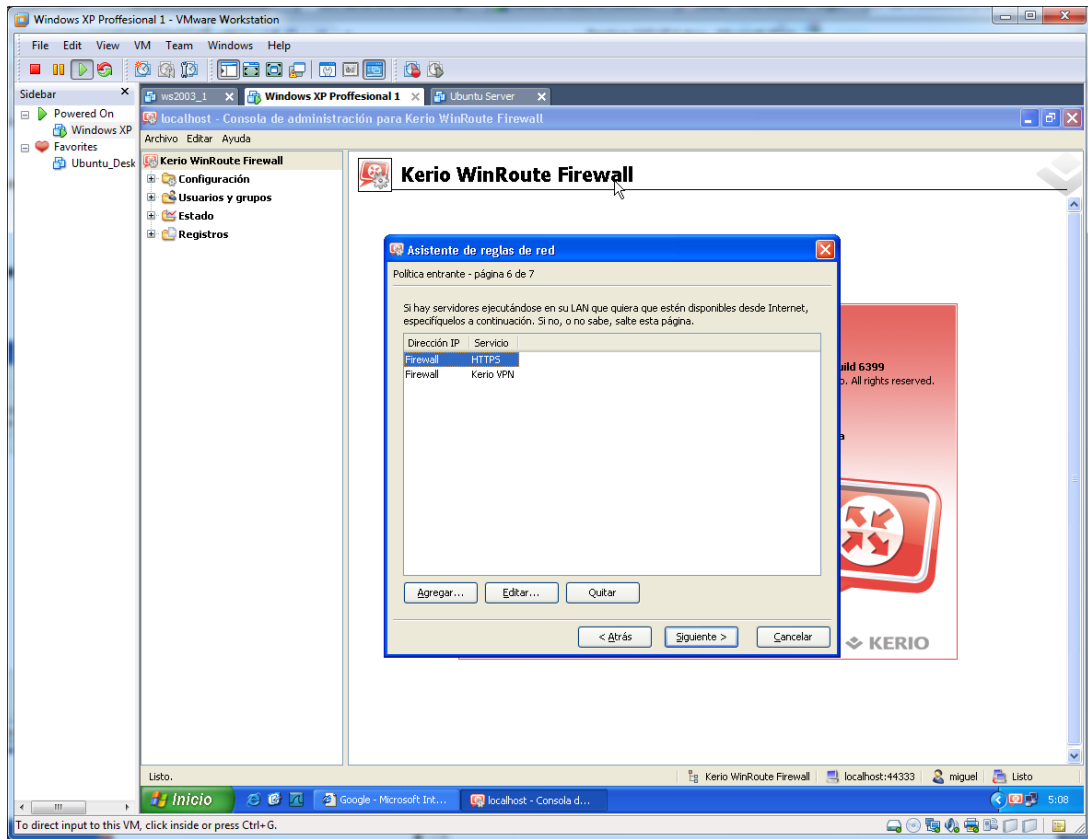 Windows XP Proffesional 1 - VMware Workstation
File Edit View VM Team Windows Help
Sidebar
ws2003_1 Windows XP Proffesional 1 Ubuntu Server
Powered On
Windows XP
Favorites
Ubuntu_Desk
localhost - Consola de administración para Kerio WinRoute Firewall
Archivo Editar Ayuda
Kerio WinRoute Firewall
Configuración
Usuarios y grupos
Estado
Registros
Kerio WinRoute Firewall
Asistente de reglas de red
Política entrante - página 6 de 7
Si hay servidores ejecutándose en su LAN que quiera que estén disponibles desde Internet,
especifíquelos a continuación. Si no, o no sabe, salte esta página.
Dirección IP Servicio
Firewall HTTPS
Firewall Kerio VPN
6399
All rights reserved.
Agregar... Editar... Quitar
< Atrás Siguiente > Cancelar
KERIO
Listo. Kerio WinRoute Firewall localhost:44333 miguel Listo
Inicio Google - Microsoft Int... localhost - Consola d... 5:08
To direct input to this VM, click inside or press Ctrl+G.